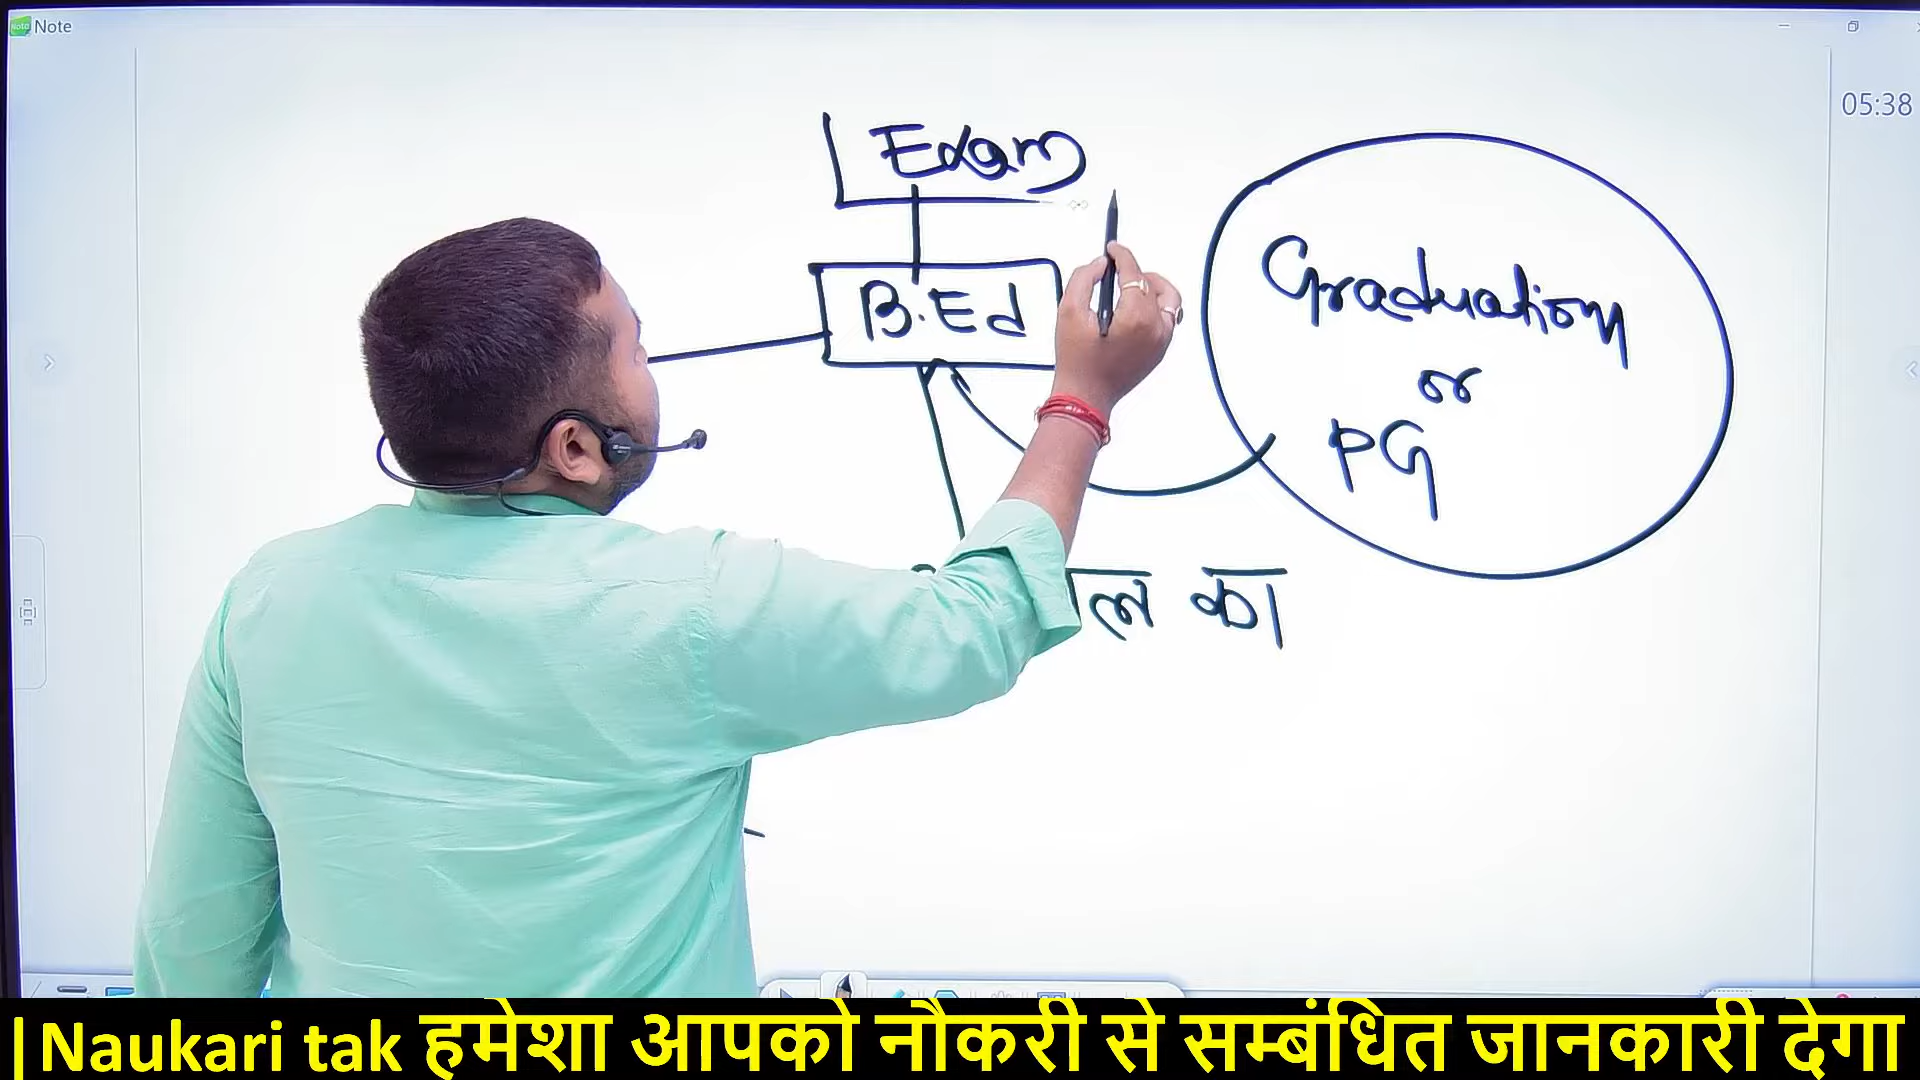 Note
05:38
Exam
B.Ed
Graduation
or
PG
का
|Naukari tak हमेशा आपको नौकरी से सम्बंधित जानकारी देगा